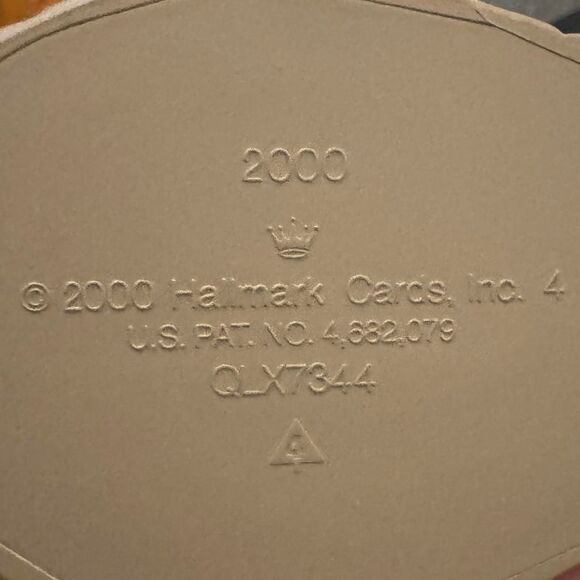 2000
© 2000 Hallmark Cards, Inc. 4
U.S. PAT. NO. 4,682,079
QLX7344
4